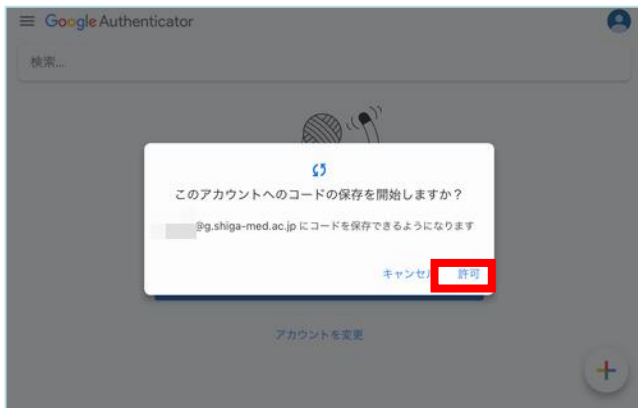 Google Authenticator
検索...
このアカウントへのコードの保存を開始しますか？
@g.shiga-med.ac.jp にコードを保存できるようになります
キャンセル 許可
アカウントを変更